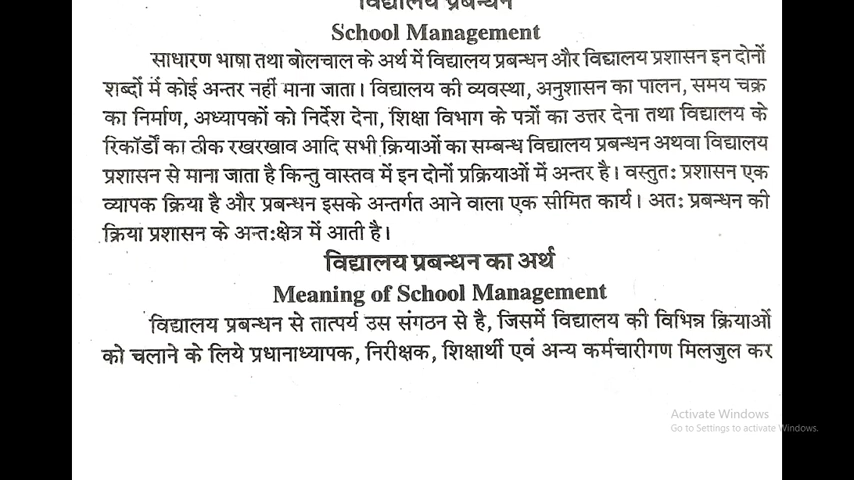 विद्यालय प्रबन्धन
School Management
साधारण भाषा तथा बोलचाल के अर्थ में विद्यालय प्रबन्धन और विद्यालय प्रशासन इन दोनों
शब्दों में कोई अन्तर नहीं माना जाता। विद्यालय की व्यवस्था, अनुशासन का पालन, समय चक्र
का निर्माण, अध्यापकों को निर्देश देना, शिक्षा विभाग के पत्रों का उत्तर देना तथा विद्यालय के
रिकॉर्डों का ठीक रखरखाव आदि सभी क्रियाओं का सम्बन्ध विद्यालय प्रबन्धन अथवा विद्यालय
प्रशासन से माना जाता है किन्तु वास्तव में इन दोनों प्रक्रियाओं में अन्तर है। वस्तुतः प्रशासन एक
व्यापक क्रिया है और प्रबन्धन इसके अन्तर्गत आने वाला एक सीमित कार्य। अतः प्रबन्धन की
क्रिया प्रशासन के अन्तःक्षेत्र में आती है।
विद्यालय प्रबन्धन का अर्थ
Meaning of School Management
विद्यालय प्रबन्धन से तात्पर्य उस संगठन से है, जिसमें विद्यालय की विभिन्न क्रियाओं
को चलाने के लिये प्रधानाध्यापक, निरीक्षक, शिक्षार्थी एवं अन्य कर्मचारीगण मिलजुल कर
Activate Windows
Go to Settings to activate Windows.